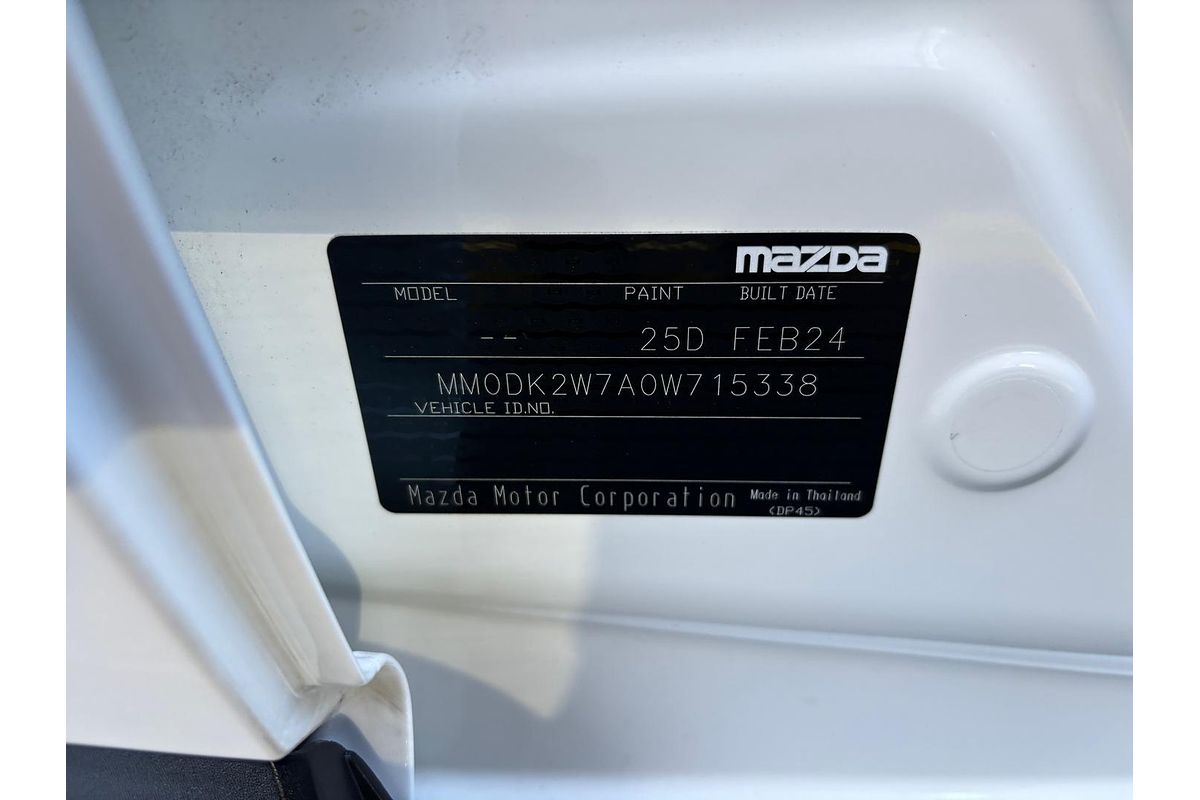 mazda
MODEL PAINT BUILT DATE
-- 25D FEB24
MM0DK2W7A0W715338
VEHICLE ID.NO.
Mazda Motor Corporation Made in Thailand
(DP45)